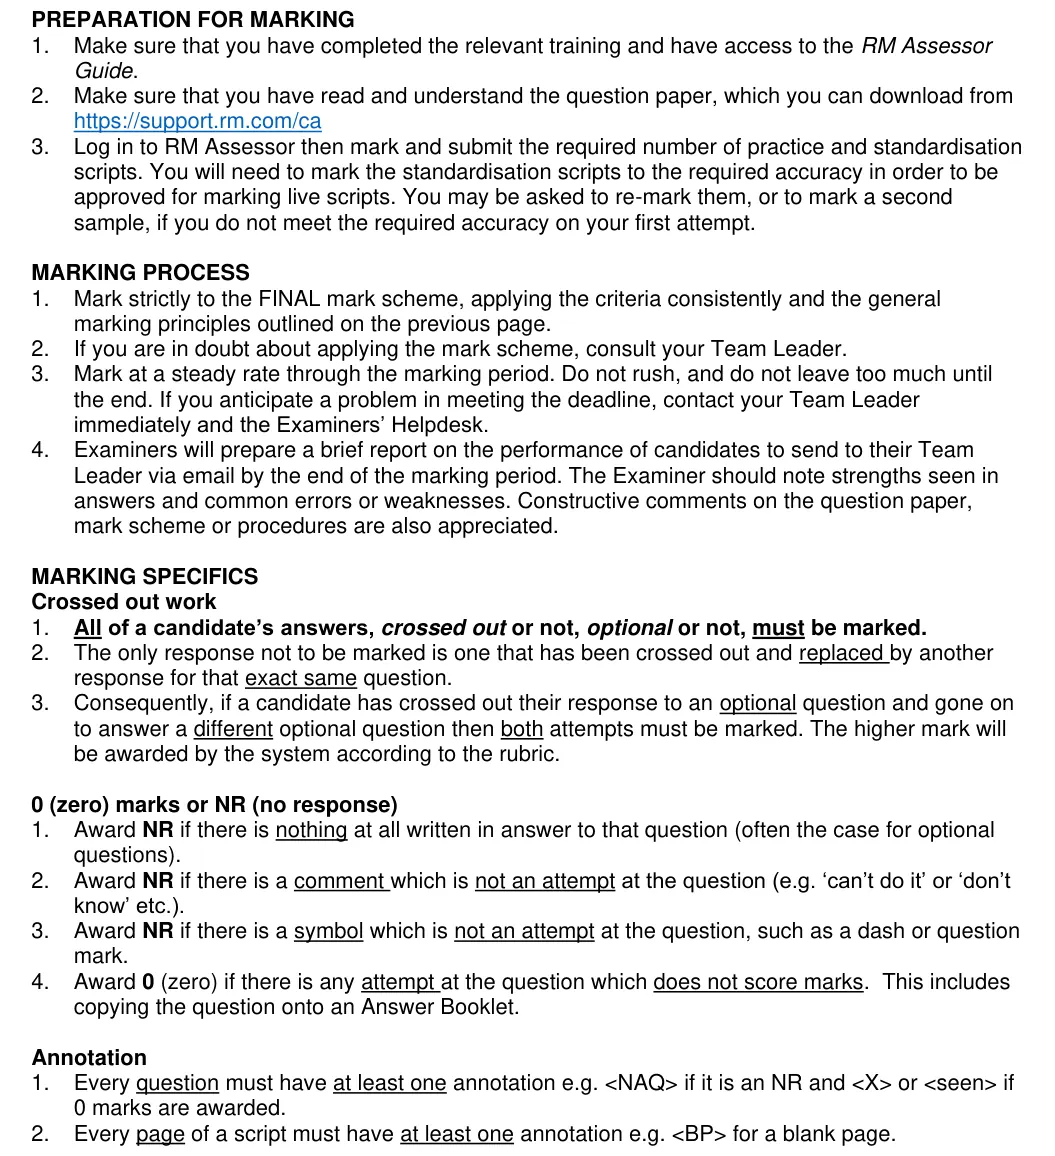 PREPARATION FOR MARKING
1. Make sure that you have completed the relevant training and have access to the RM Assessor
Guide.
2. Make sure that you have read and understand the question paper, which you can download from
https://support.rm.com/ca
3. Log in to RM Assessor then mark and submit the required number of practice and standardisation
scripts. You will need to mark the standardisation scripts to the required accuracy in order to be
approved for marking live scripts. You may be asked to re-mark them, or to mark a second
sample, if you do not meet the required accuracy on your first attempt.
MARKING PROCESS
1. Mark strictly to the FINAL mark scheme, applying the criteria consistently and the general
marking principles outlined on the previous page.
2. If you are in doubt about applying the mark scheme, consult your Team Leader.
3. Mark at a steady rate through the marking period. Do not rush, and do not leave too much until
the end. If you anticipate a problem in meeting the deadline, contact your Team Leader
immediately and the Examiners’ Helpdesk.
4. Examiners will prepare a brief report on the performance of candidates to send to their Team
Leader via email by the end of the marking period. The Examiner should note strengths seen in
answers and common errors or weaknesses. Constructive comments on the question paper,
mark scheme or procedures are also appreciated.
MARKING SPECIFICS
Crossed out work
1. All of a candidate’s answers, crossed out or not, optional or not, must be marked.
2. The only response not to be marked is one that has been crossed out and replaced by another
response for that exact same question.
3. Consequently, if a candidate has crossed out their response to an optional question and gone on
to answer a different optional question then both attempts must be marked. The higher mark will
be awarded by the system according to the rubric.
0 (zero) marks or NR (no response)
1. Award NR if there is nothing at all written in answer to that question (often the case for optional
questions).
2. Award NR if there is a comment which is not an attempt at the question (e.g. ‘can’t do it’ or ‘don’t
know’ etc.).
3. Award NR if there is a symbol which is not an attempt at the question, such as a dash or question
mark.
4. Award 0 (zero) if there is any attempt at the question which does not score marks. This includes
copying the question onto an Answer Booklet.
Annotation
1. Every question must have at least one annotation e.g. <NAQ> if it is an NR and <X> or <seen> if
0 marks are awarded.
2. Every page of a script must have at least one annotation e.g. <BP> for a blank page.